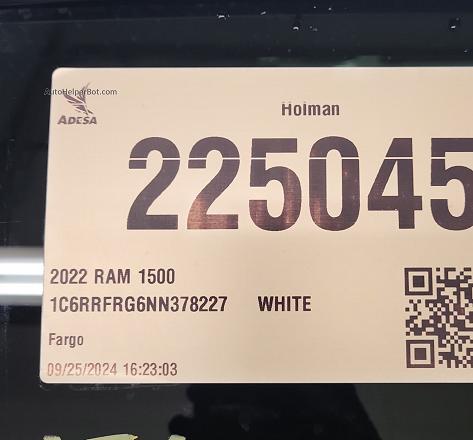 AutoHelperBot.com
ADESA
Holman
225045
2022 RAM 1500
1C6RRFRG6NN378227 WHITE
Fargo
09/25/2024 16:23:03